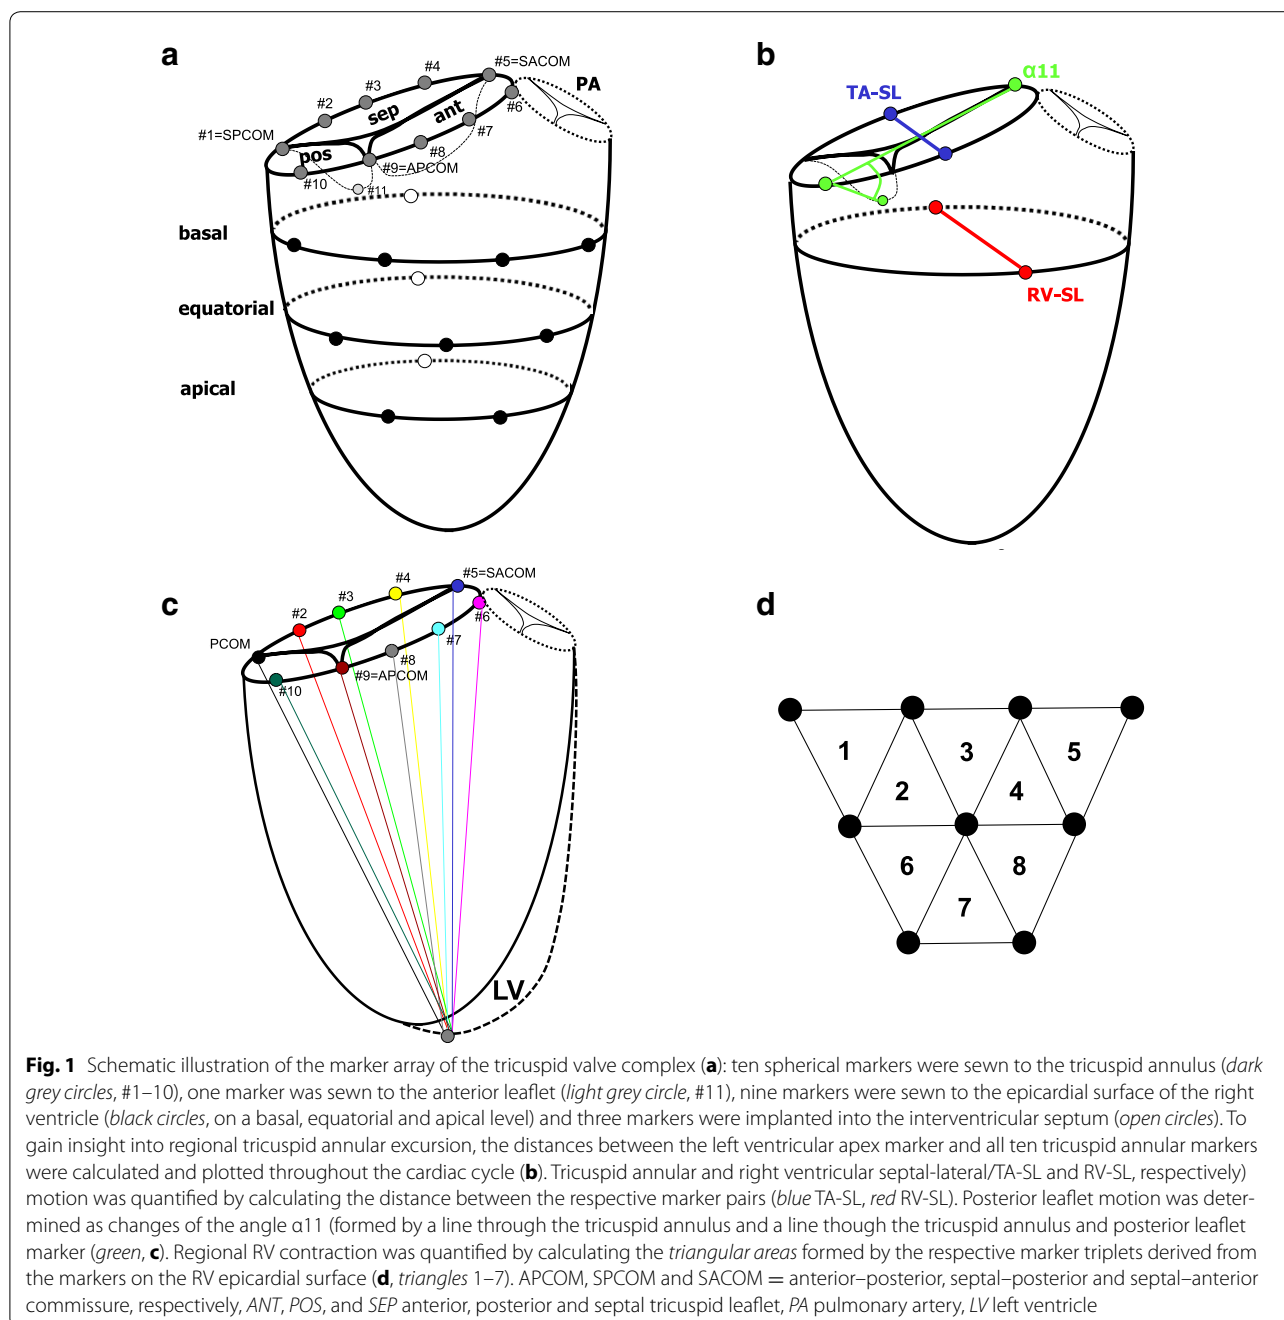 a
#5=SACOM
#4
#3
#2
#6
PA
sep
ant
#7
#1=SPCOM
pos
#8
#9=APCOM
#10
#11
basal
equatorial
apical
b
α11
TA-SL
RV-SL
c
#4
#5=SACOM
#3
#2
#6
PCOM
#7
#8
#9=APCOM
#10
LV
d
1
2
3
4
5
6
7
8
Fig. 1 Schematic illustration of the marker array of the tricuspid valve complex (a): ten spherical markers were sewn to the tricuspid annulus (dark
grey circles, #1–10), one marker was sewn to the anterior leaflet (light grey circle, #11), nine markers were sewn to the epicardial surface of the right
ventricle (black circles, on a basal, equatorial and apical level) and three markers were implanted into the interventricular septum (open circles). To
gain insight into regional tricuspid annular excursion, the distances between the left ventricular apex marker and all ten tricuspid annular markers
were calculated and plotted throughout the cardiac cycle (b). Tricuspid annular and right ventricular septal-lateral/TA-SL and RV-SL, respectively)
motion was quantified by calculating the distance between the respective marker pairs (blue TA-SL, red RV-SL). Posterior leaflet motion was deter-
mined as changes of the angle α11 (formed by a line through the tricuspid annulus and a line though the tricuspid annulus and posterior leaflet
marker (green, c). Regional RV contraction was quantified by calculating the triangular areas formed by the respective marker triplets derived from
the markers on the RV epicardial surface (d, triangles 1–7). APCOM, SPCOM and SACOM = anterior–posterior, septal–posterior and septal–anterior
commissure, respectively, ANT, POS, and SEP anterior, posterior and septal tricuspid leaflet, PA pulmonary artery, LV left ventricle